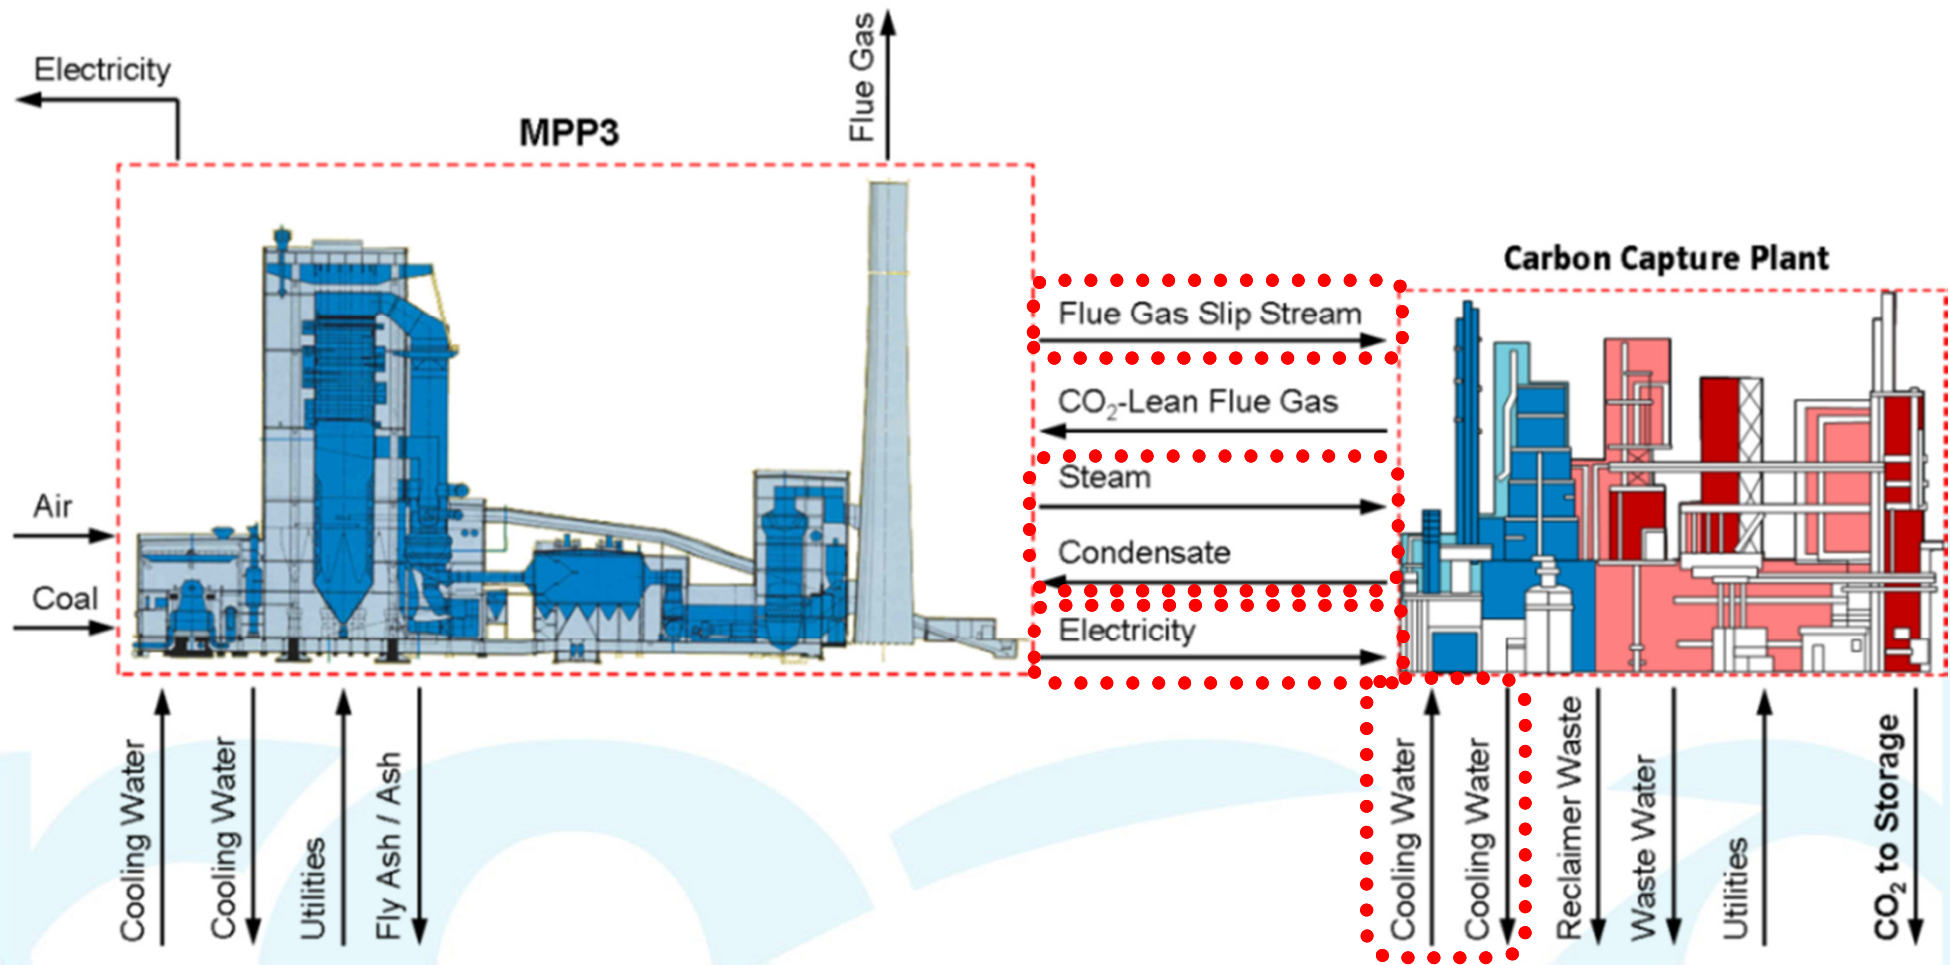 Electricity
Flue Gas
MPP3
Carbon Capture Plant
Flue Gas Slip Stream
CO₂-Lean Flue Gas
Steam
Air
Condensate
Coal
Electricity
Cooling Water
Cooling Water
Utilities
Fly Ash / Ash
Cooling Water
Cooling Water
Reclaimer Waste
Waste Water
Utilities
CO₂ to Storage